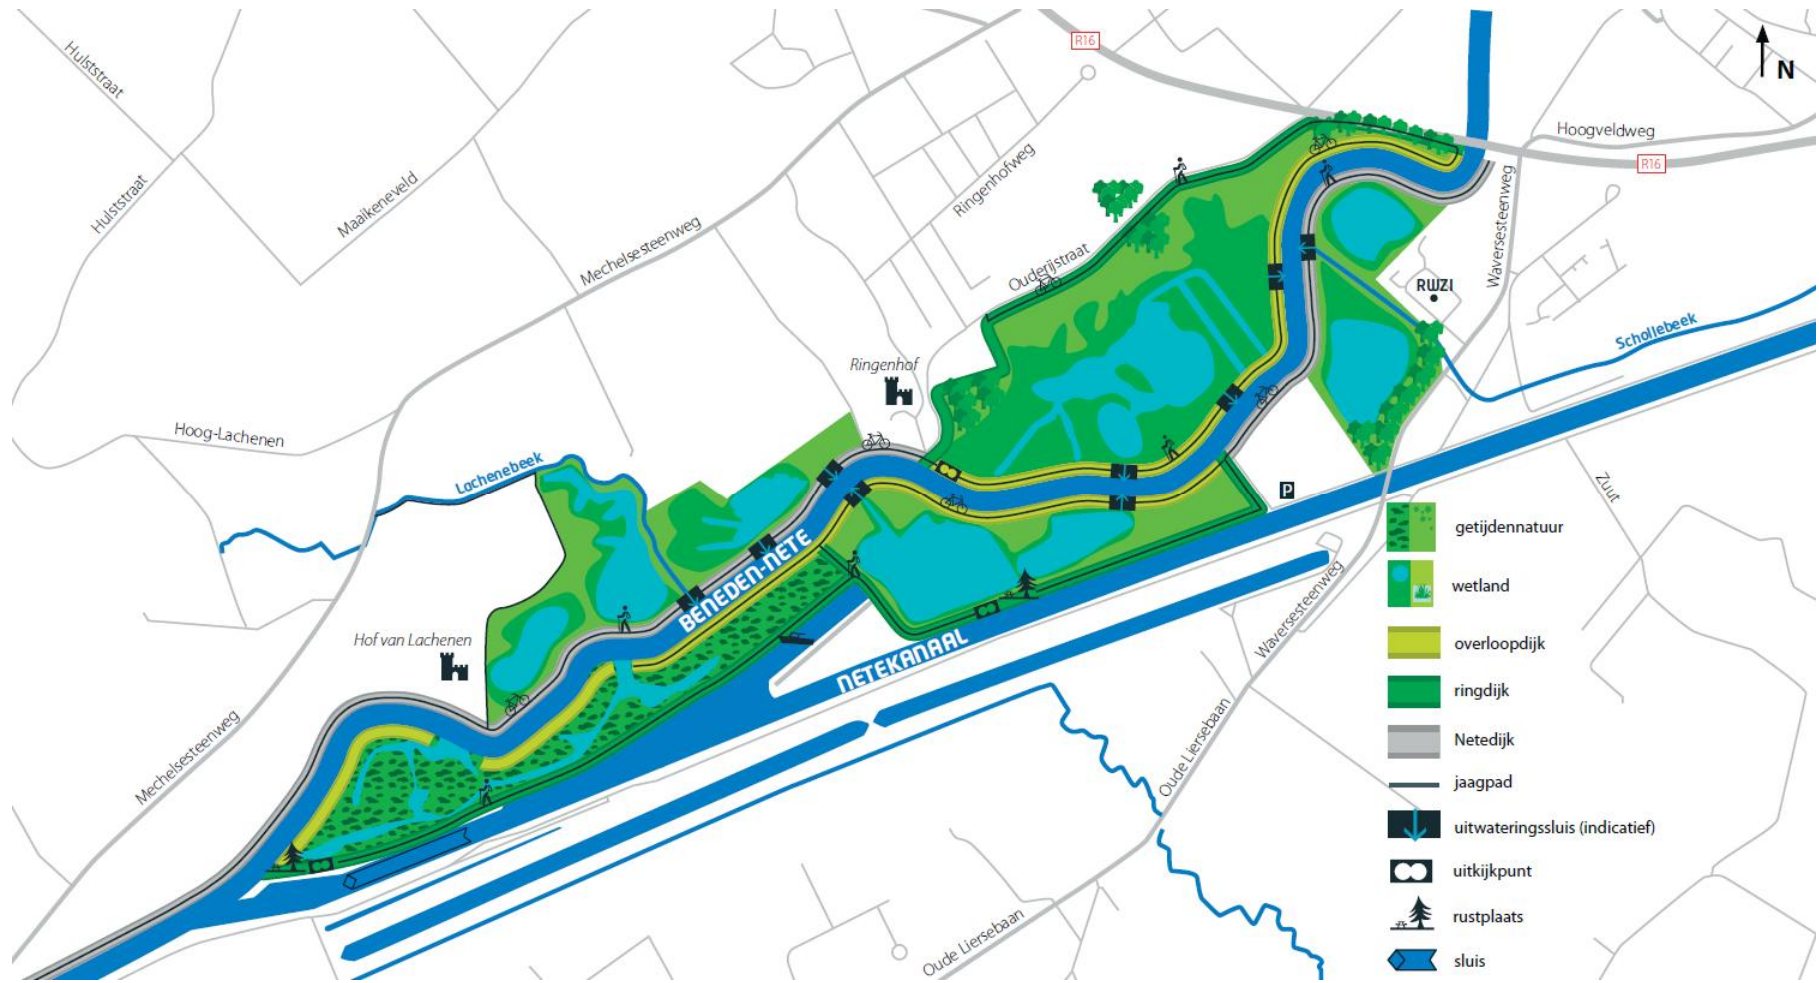 R16
N
Hulststraat
Hoogveldweg
R16
Ringenhofweg
Maaikeneveld
Hulststraat
Mechelsesteenweg
Waversesteenweg
Ouderijstraat
RWZI
Schollebeek
Ringenhof
Hoog-Lachenen
Lachenebeek
Zuut
P
BENEDEN-NETE
Hof van Lachenen
NETEKANAAL
Waversesteenweg
Mechelsesteenweg
Oude Liersebaan
Oude Liersebaan
getijdennatuur
wetland
overloopdijk
ringdijk
Netedijk
jaagpad
uitwateringssluis (indicatief)
uitkijkpunt
rustplaats
sluis